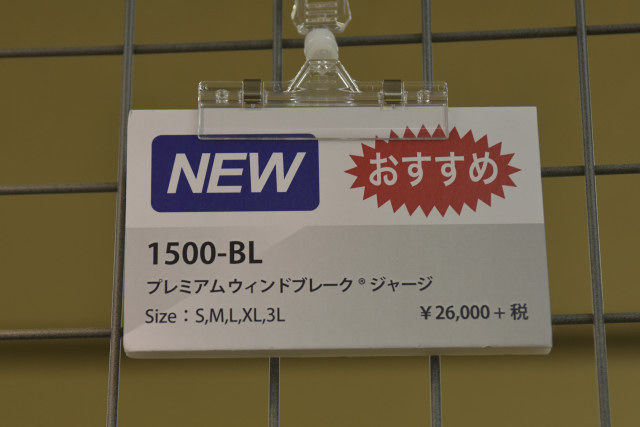 NEW おすすめ
1500-BL
プレミアムウィンドブレーク®ジャージ
Size：S,M,L,XL,3L ￥26,000+税